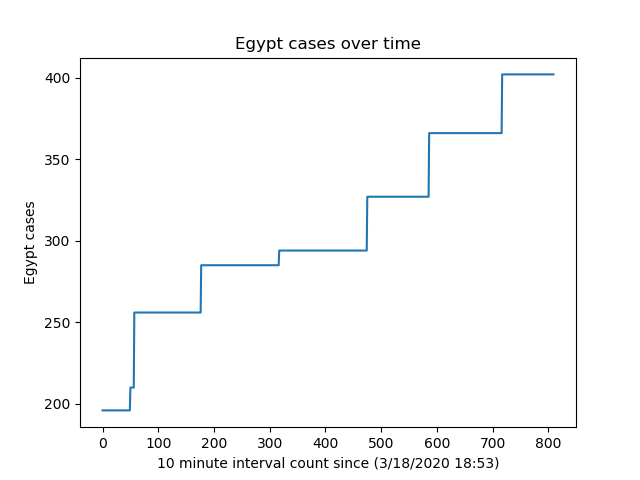 Egypt cases over time
400
350
300
250
200
Egypt cases
0 100 200 300 400 500 600 700 800
10 minute interval count since (3/18/2020 18:53)